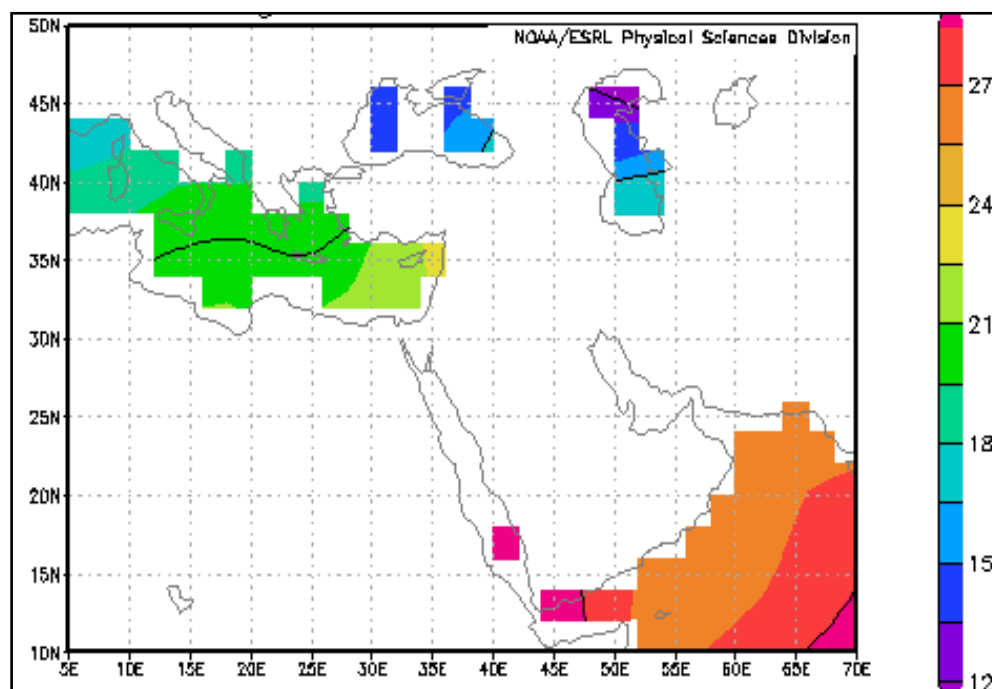 50N
NOAA/ESRL Physical Sciences Division
45N
40N
35N
30N
25N
20N
15N
10N
5E 10E 15E 20E 25E 30E 35E 40E 45E 50E 55E 60E 65E 70E
27
24
21
18
15
12